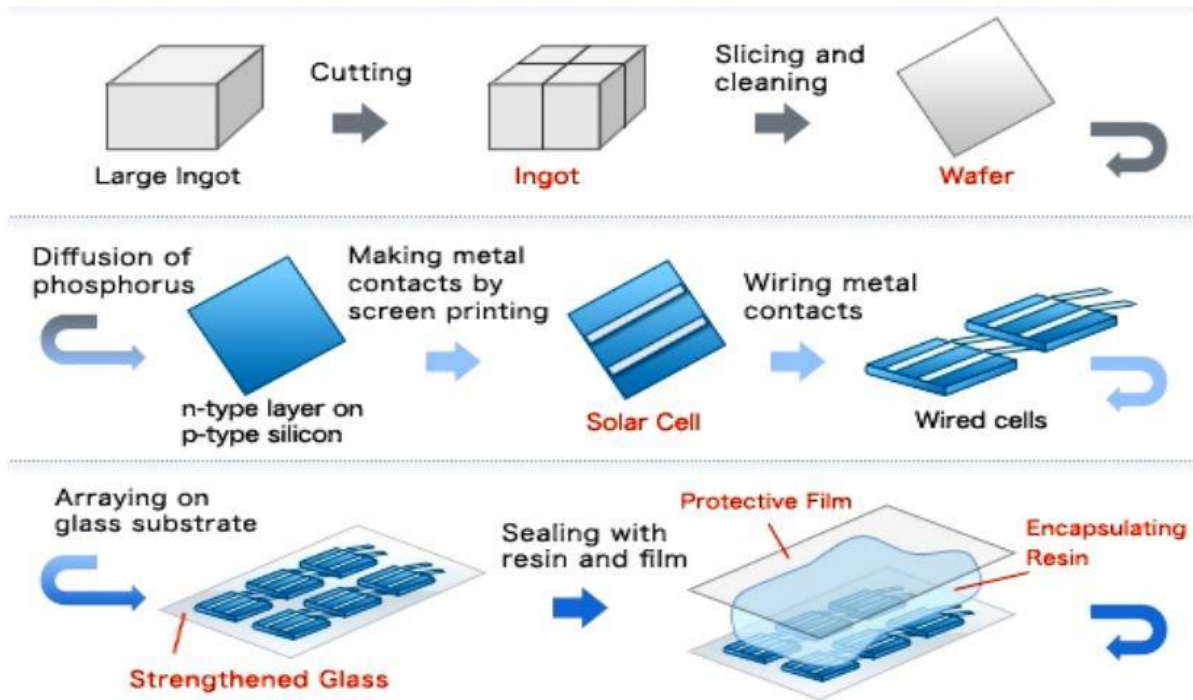 Cutting
Slicing and
cleaning
Large Ingot
Ingot
Wafer
Diffusion of
phosphorus
Making metal
contacts by
screen printing
Wiring metal
contacts
n-type layer on
p-type silicon
Solar Cell
Wired cells
Arraying on
glass substrate
Sealing with
resin and film
Protective Film
Encapsulating
Resin
Strengthened Glass